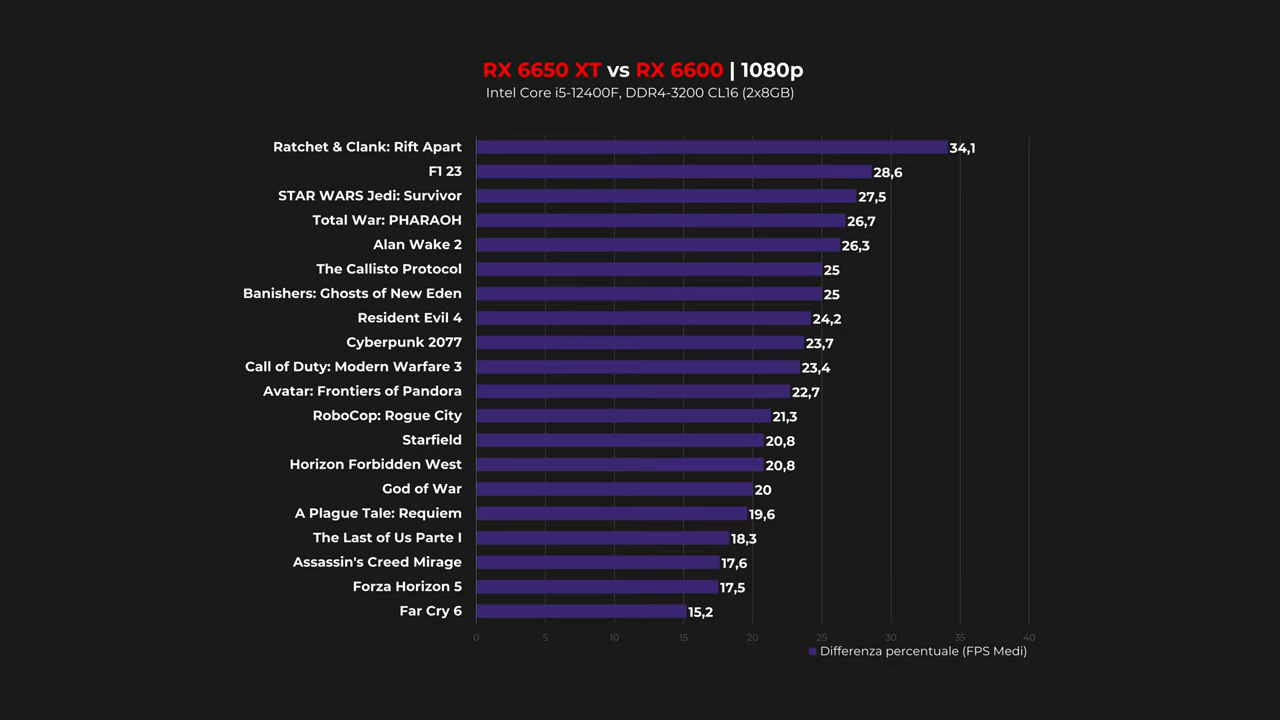 RX 6650 XT vs RX 6600 | 1080p
Intel Core i5-12400F, DDR4-3200 CL16 (2x8GB)
Ratchet & Clank: Rift Apart 34,1
F1 23 28,6
STAR WARS Jedi: Survivor 27,5
Total War: PHARAOH 26,7
Alan Wake 2 26,3
The Callisto Protocol 25
Banishers: Ghosts of New Eden 25
Resident Evil 4 24,2
Cyberpunk 2077 23,7
Call of Duty: Modern Warfare 3 23,4
Avatar: Frontiers of Pandora 22,7
RoboCop: Rogue City 21,3
Starfield 20,8
Horizon Forbidden West 20,8
God of War 20
A Plague Tale: Requiem 19,6
The Last of Us Parte I 18,3
Assassin's Creed Mirage 17,6
Forza Horizon 5 17,5
Far Cry 6 15,2
0 5 10 15 20 25 30 35 40
Differenza percentuale (FPS Medi)